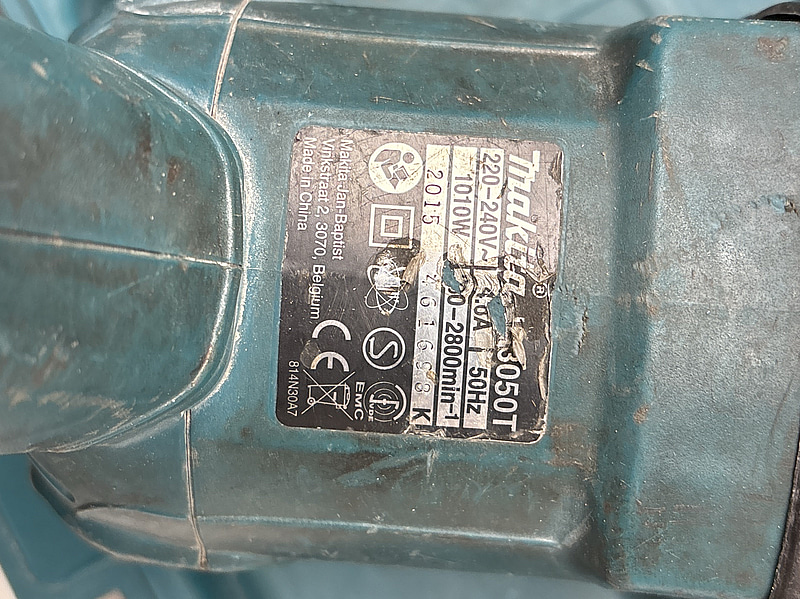 makita®
3050T
220-240V~
50Hz
1010W
0-2800min-1
2015
K
EMC
CE
Makita Jan-Baptist
Vinkstraat 2, 3070, Belgium
Made in China
814N30A7